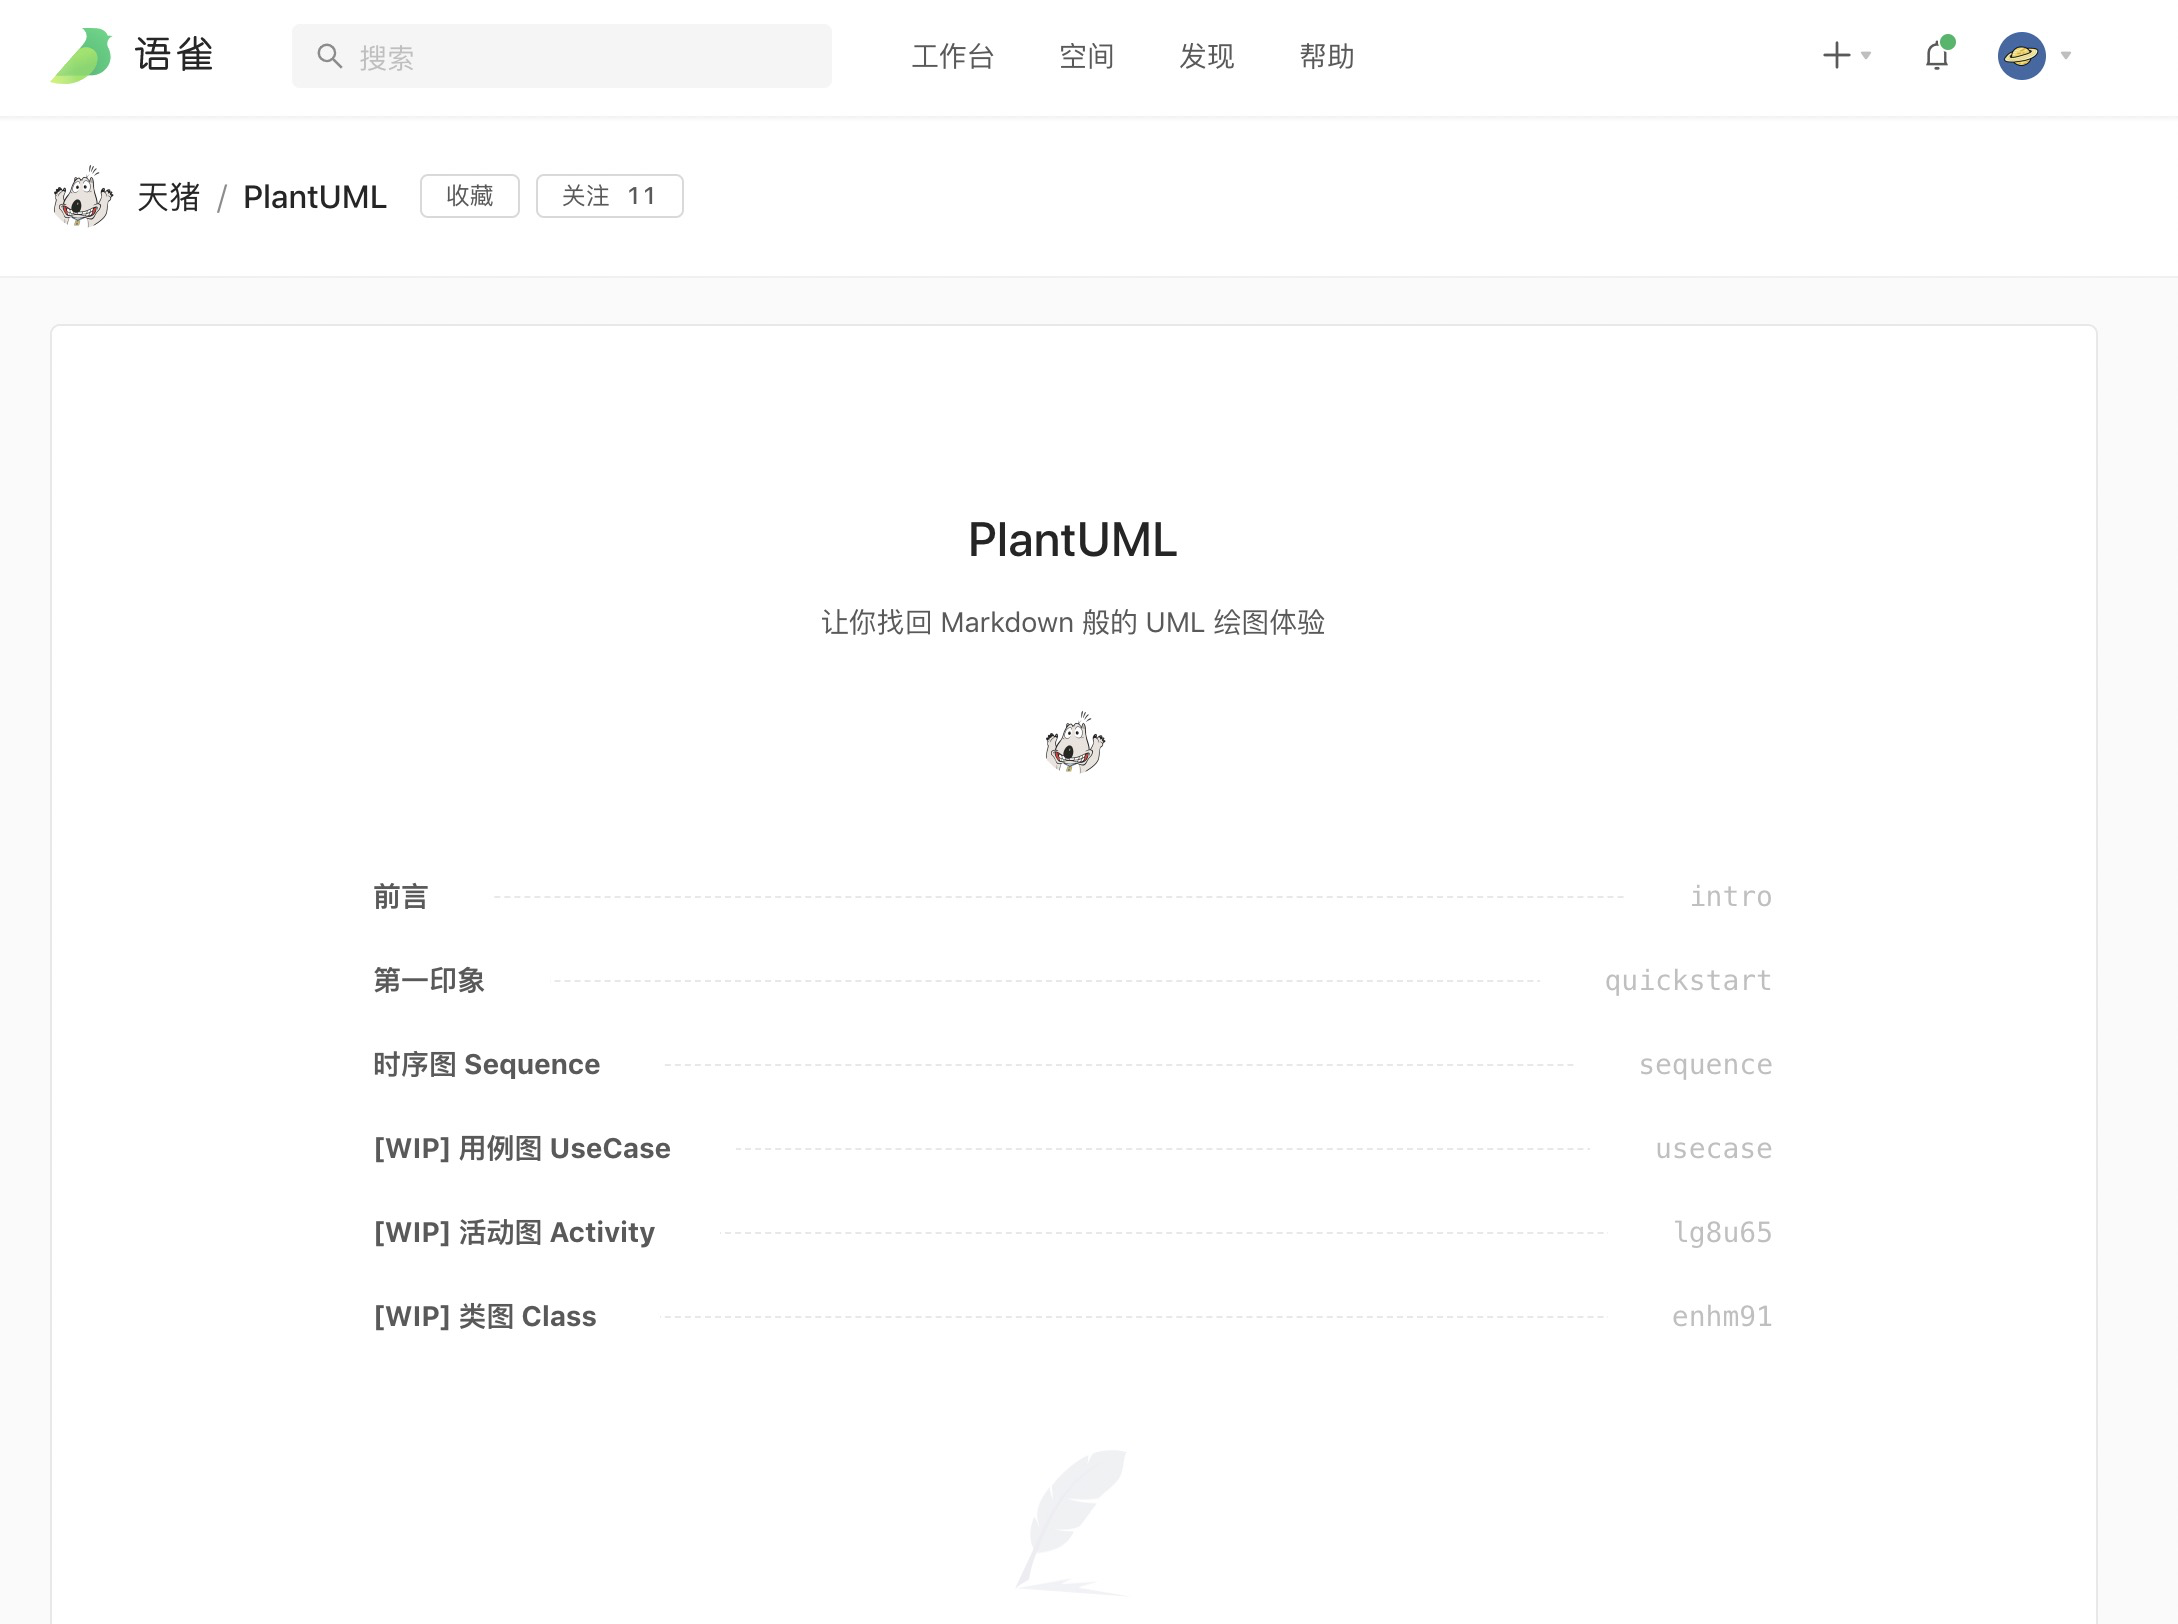 语雀 搜索 工作台 空间 发现 帮助
天猪 / PlantUML 收藏 关注 11
PlantUML
让你找回 Markdown 般的 UML 绘图体验
前言 intro
第一印象 quickstart
时序图 Sequence sequence
[WIP] 用例图 UseCase usecase
[WIP] 活动图 Activity lg8u65
[WIP] 类图 Class enhm91